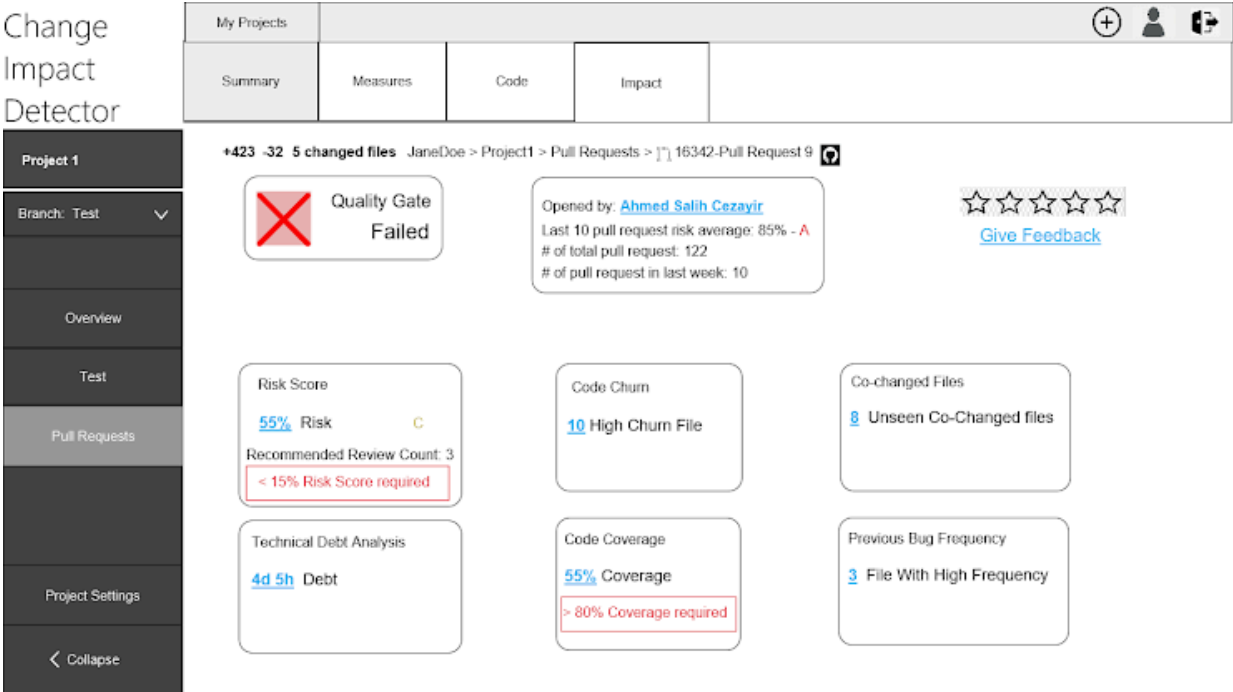 Change
Impact
Detector
My Projects
Summary
Measures
Code
Impact
Project 1
Branch: Test
Overview
Test
Pull Requests
Project Settings
Collapse
+423 -32 5 changed files JaneDoe > Project1 > Pull Requests > 16342-Pull Request 9
Quality Gate
Failed
Opened by: Ahmed Salih Cezayir
Last 10 pull request risk average: 85% - A
# of total pull request: 122
# of pull request in last week: 10
Give Feedback
Risk Score
55% Risk C
Recommended Review Count: 3
< 15% Risk Score required
Code Churn
10 High Churn File
Co-changed Files
8 Unseen Co-Changed files
Technical Debt Analysis
4d 5h Debt
Code Coverage
55% Coverage
> 80% Coverage required
Previous Bug Frequency
3 File With High Frequency